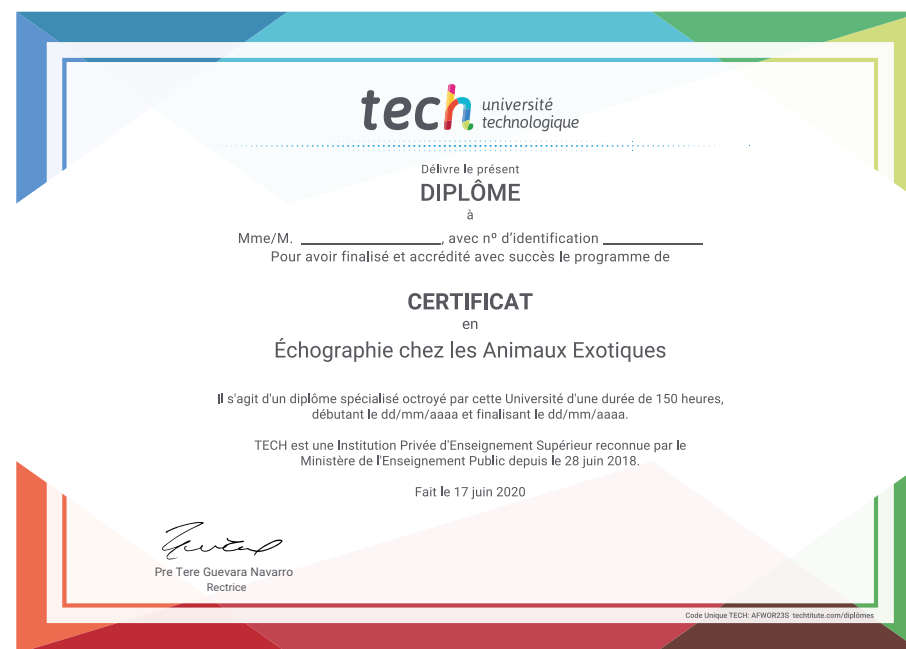 tech université
technologique
Délivre le présent
DIPLÔME
à
Mme/M. ____________________, avec nº d'identification ______________
Pour avoir finalisé et accrédité avec succès le programme de
CERTIFICAT
en
Échographie chez les Animaux Exotiques
Il s'agit d'un diplôme spécialisé octroyé par cette Université d'une durée de 150 heures,
débutant le dd/mm/aaaa et finalisant le dd/mm/aaaa.
TECH est une Institution Privée d'Enseignement Supérieur reconnue par le
Ministère de l'Enseignement Public depuis le 28 juin 2018.
Fait le 17 juin 2020
Pre Tere Guevara Navarro
Rectrice
Code Unique TECH: AFWOR23S techtitute.com/diplômes